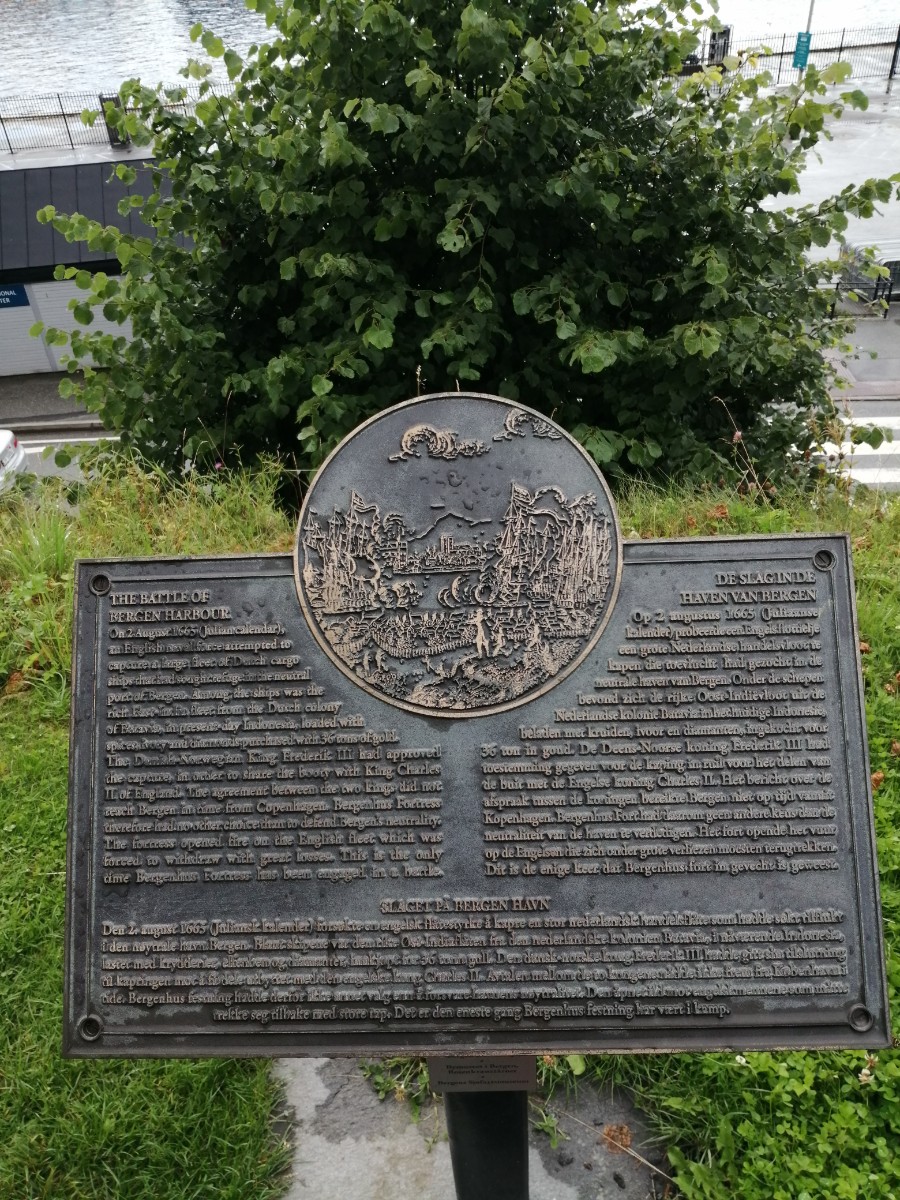 THE BATTLE OF
BERGEN HARBOUR
On 2 August 1665 (Julian calendar),
an English naval force attempted to
capture a large fleet of Dutch cargo
ships that had sought refuge in the neutral
port of Bergen. Among the ships was the
rich East-India fleet from the Dutch colony
of Batavia, in present-day Indonesia, loaded with
spices, ivory and diamonds purchased with 36 tons of gold.
The Danish-Norwegian King Frederik III had approved
the capture, in order to share the booty with King Charles
II of England. The agreement between the two kings did not
reach Bergen in time from Copenhagen. Bergenhus Fortress
therefore had no other choice than to defend Bergen's neutrality.
The fortress opened fire on the English fleet which was
forced to withdraw with great losses. This is the only
time Bergenhus Fortress has been engaged in a battle.
DE SLAG IN DE
HAVEN VAN BERGEN
Op 2 augustus 1665 (Juliaanse
kalender) probeerde een Engels flottielje
een grote Nederlandse handelsvloot te
kapen die toevlucht had gezocht in de
neutrale haven van Bergen. Onder de schepen
bevond zich de rijke Oost-Indiëvloot uit de
Nederlandse kolonie Batavia in het huidige Indonesië,
beladen met kruiden, ivoor en diamanten, ingekocht voor
36 ton in goud. De Deens-Noorse koning Frederik III had
toestemming gegeven voor de kaping in ruil voor het delen van
de buit met de Engelse koning Charles II. Het bericht over de
afspraak tussen de koningen bereikte Bergen niet op tijd vanuit
Kopenhagen. Bergenhus Fort had daarom geen andere keus dan de
neutraliteit van de haven te verdedigen. Het fort opende het vuur
op de Engelsen die zich onder grote verliezen moesten terugtrekken.
Dit is de enige keer dat Bergenhus fort in gevecht is geweest.
SLAGET PÅ BERGEN HAVN
Den 2. august 1665 (Juliansk kalender) forsøkte en engelsk flåtestyrke å kapre en stor nederlandsk handelsflåte som hadde søkt tilflukt
i den nøytrale havn Bergen. Blant skipene var den rike Ost-Indiaflåten fra den nederlandske kolonien Batavia, i nåværende Indonesia,
lastet med krydderier, elfenben og diamanter, innkjøpt for 36 tonn gull. Den dansk-norske kong Frederik III hadde gitt sin tilslutning
til kapringen mot å få dele utbyttet med den engelske kong Charles II. Avtalen mellom de to kongene nådde ikke frem fra København i
tide. Bergenhus festning hadde derfor ikke annet valg enn å forsvare havnens nøytralitet. Den åpnet ild mot engelskmennene som måtte
trekke seg tilbake med store tap. Det er den eneste gang Bergenhus festning har vært i kamp.